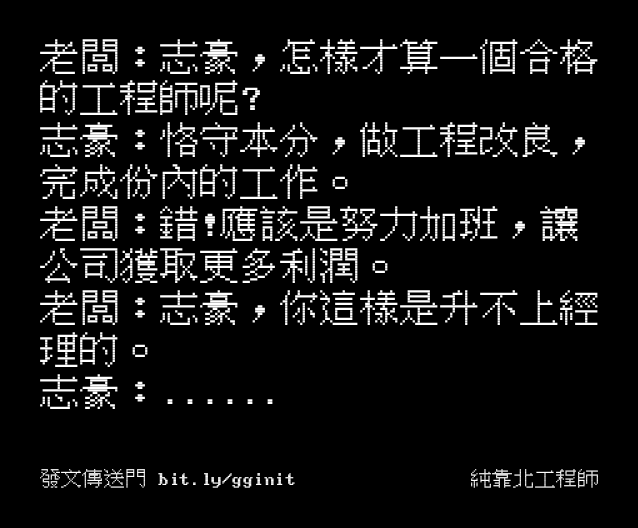 老闆：志豪，怎樣才算一個合格
的工程師呢?
志豪：恪守本分，做工程改良，
完成份內的工作。
老闆：錯!應該是努力加班，讓
公司獲取更多利潤。
老闆：志豪，你這樣是升不上經
理的。
志豪：......
發文傳送門 bit.ly/gginit
純靠北工程師